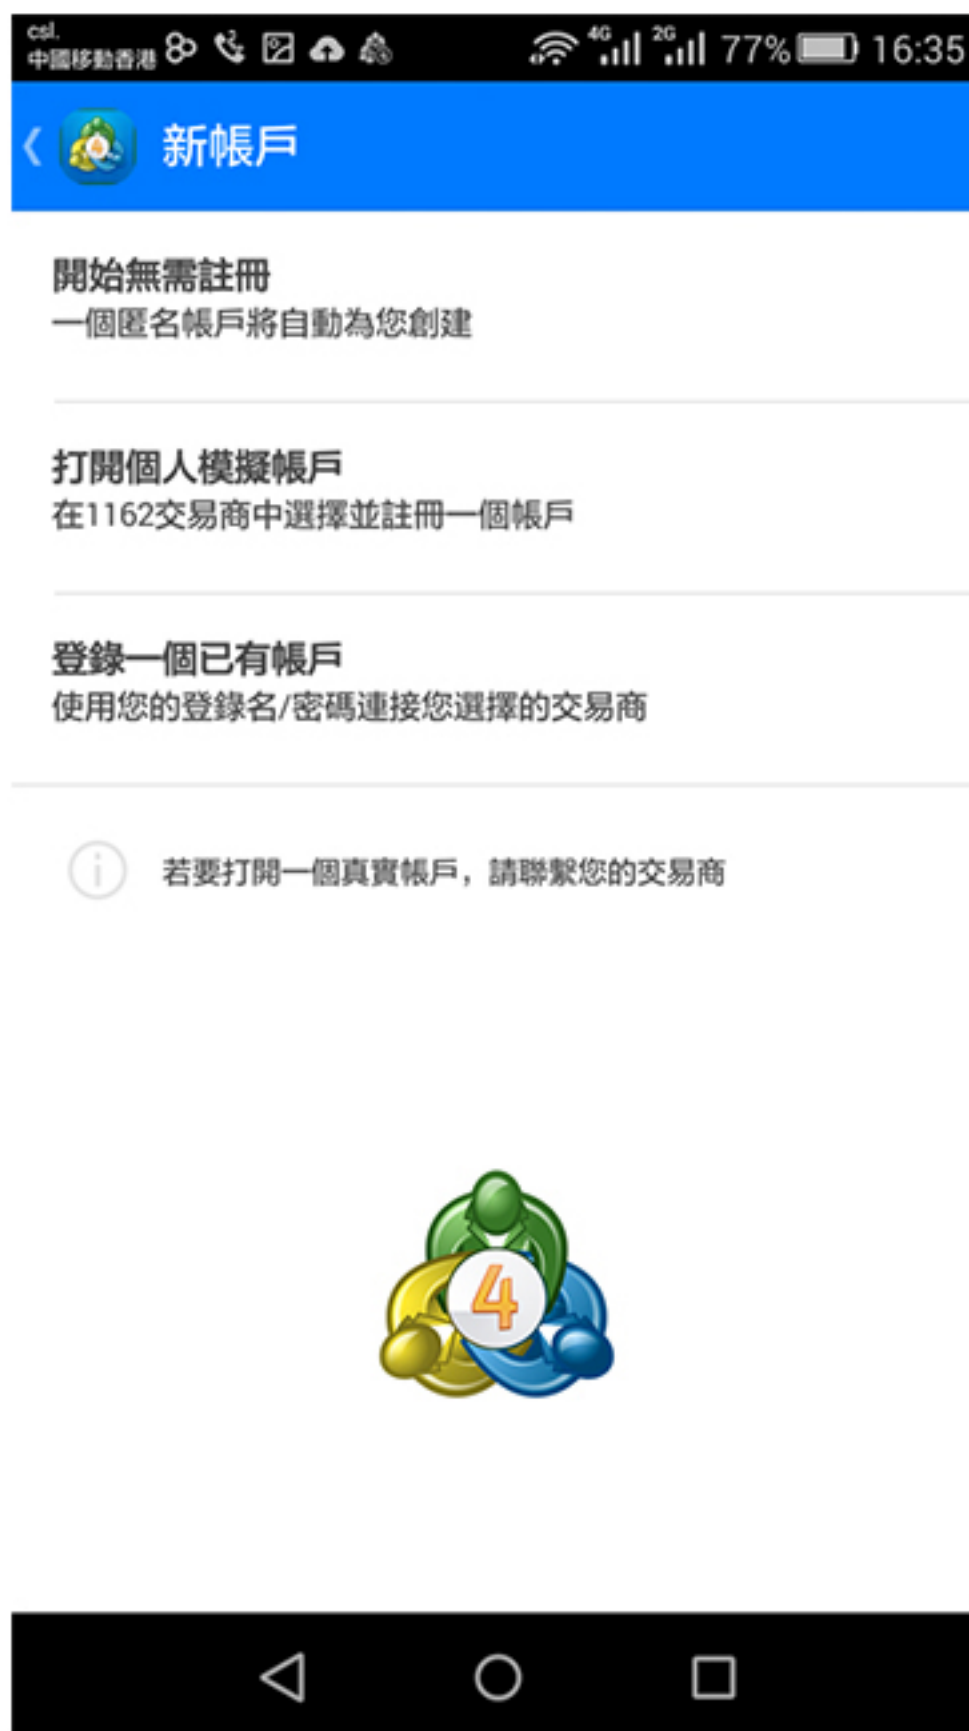 csl.
中國移動香港 4G 2G 77% 16:35
新帳戶
開始無需註冊
一個匿名帳戶將自動為您創建
打開個人模擬帳戶
在1162交易商中選擇並註冊一個帳戶
登錄一個已有帳戶
使用您的登錄名/密碼連接您選擇的交易商
若要打開一個真實帳戶，請聯繫您的交易商
4